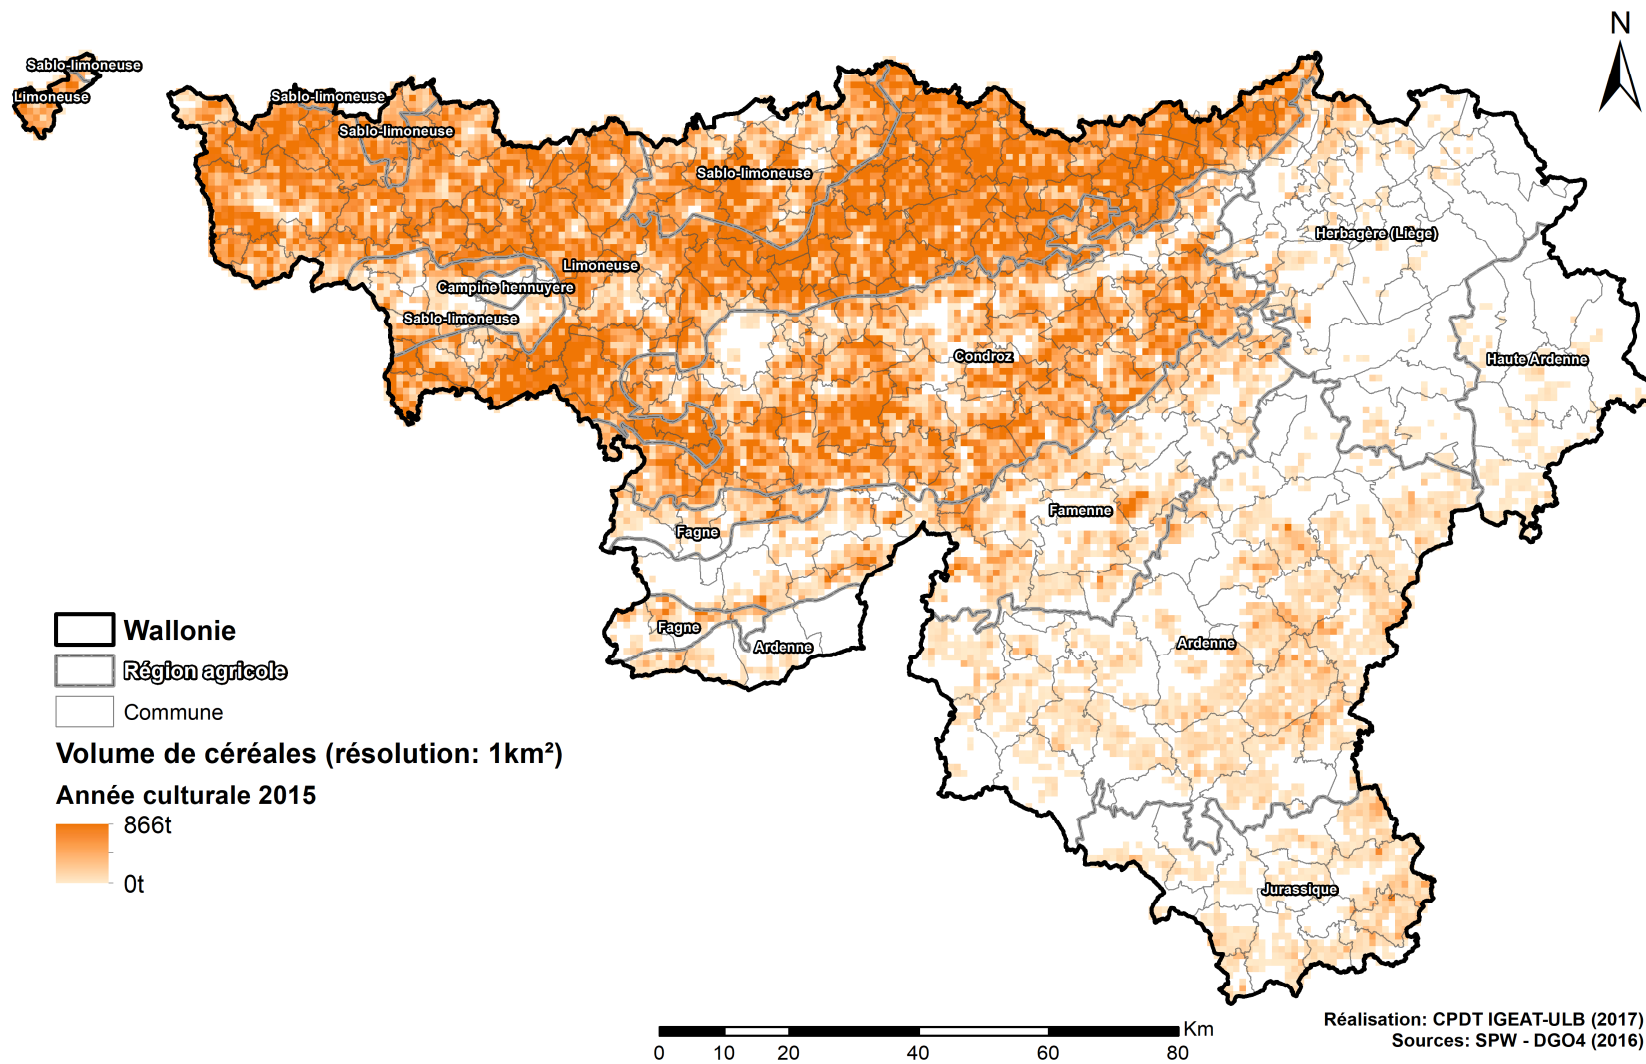 N
Sablo-limoneuse
Limoneuse
Sablo-limoneuse
Sablo-limoneuse
Sablo-limoneuse
Herbagère (Liège)
Limoneuse
Campine hennuyère
Sablo-limoneuse
Condroz
Haute Ardenne
Famenne
Fagne
Fagne
Ardenne
Ardenne
Jurassique
Wallonie
Région agricole
Commune
Volume de céréales (résolution: 1km²)
Année culturale 2015
866t
0t
Km
0 10 20 40 60 80
Réalisation: CPDT IGEAT-ULB (2017)
Sources: SPW - DGO4 (2016)